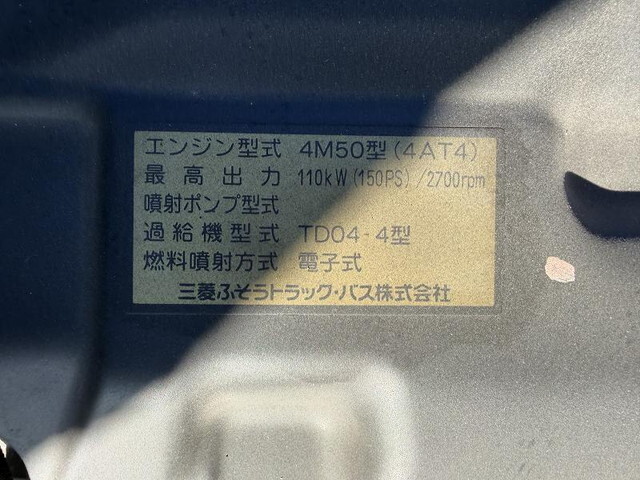 エンジン型式 4M50型(4AT4)
最高出力 110kW(150PS)/2700rpm
噴射ポンプ型式
過給機型式 TD04-4型
燃料噴射方式 電子式
三菱ふそうトラック・バス株式会社